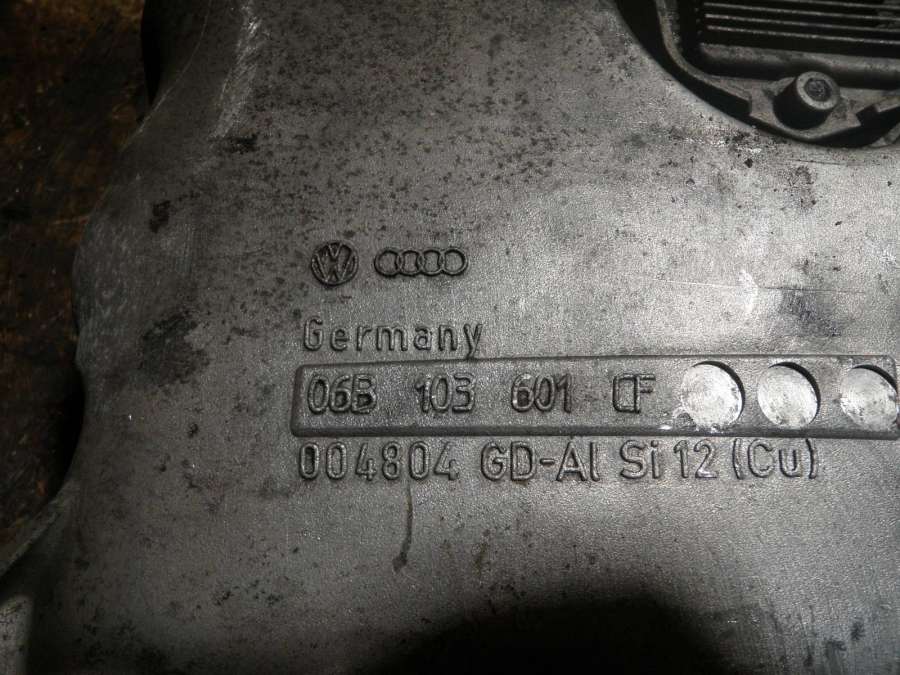 Germany
06B 103 601 CF
004804 GD-Al Si 12 (Cu)